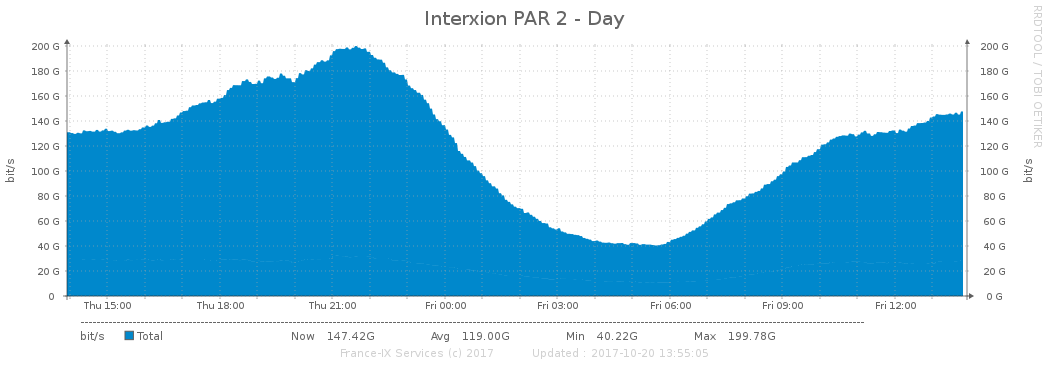 Interxion PAR 2 - Day
RRDTOOL / TOBI OETIKER
200 G 200 G
180 G 180 G
160 G 160 G
140 G 140 G
120 G 120 G
100 G 100 G
80 G 80 G
60 G 60 G
40 G 40 G
20 G 20 G
0 0 G
bit/s bit/s
Thu 15:00 Thu 18:00 Thu 21:00 Fri 00:00 Fri 03:00 Fri 06:00 Fri 09:00 Fri 12:00
bit/s Total Now 147.42G Avg 119.00G Min 40.22G Max 199.78G
France-IX Services (c) 2017 Updated : 2017-10-20 13:55:05